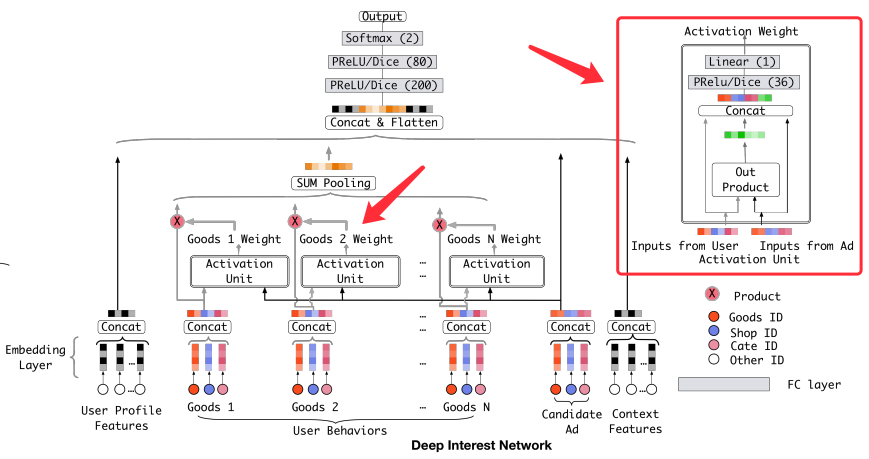 Output
Softmax (2)
PReLU/Dice (80)
PReLU/Dice (200)
Concat & Flatten
SUM Pooling
X
X
X
Goods 1 Weight
Goods 2 Weight
Goods N Weight
Activation
Unit
Activation
Unit
...
...
Activation
Unit
Concat
Concat
Concat
...
...
Concat
Concat
Concat
Embedding
Layer
...
...
...
User Profile
Features
Goods 1
Goods 2
...
Goods N
User Behaviors
Candidate
Ad
Context
Features
Deep Interest Network
Activation Weight
Linear (1)
PRelu/Dice (36)
Concat
Out
Product
Inputs from User
Inputs from Ad
Activation Unit
X
Product
Goods ID
Shop ID
Cate ID
Other ID
FC layer